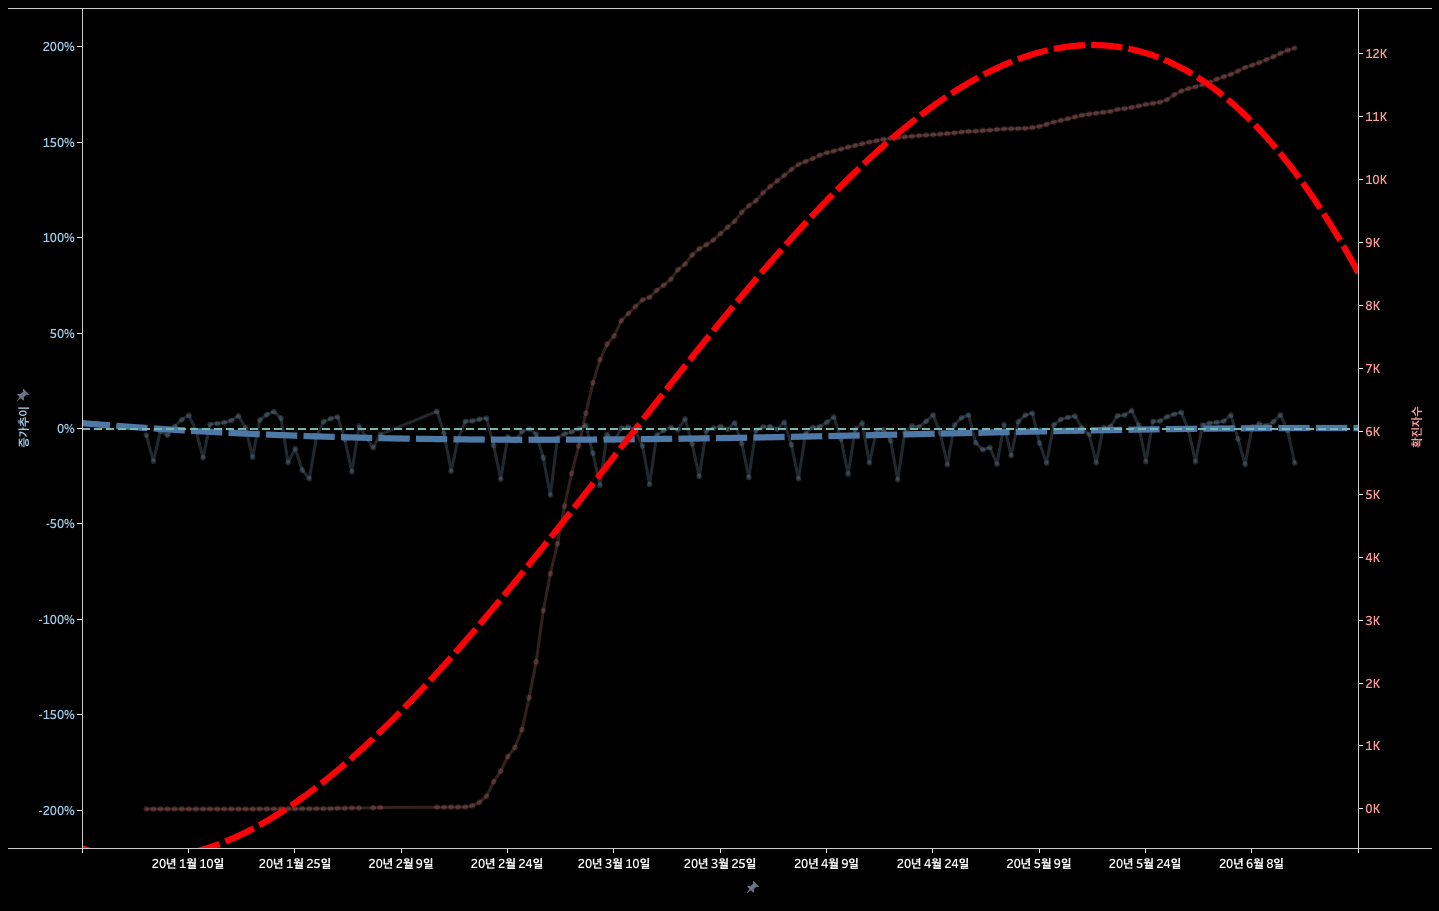 200%
150%
100%
50%
0%
-50%
-100%
-150%
-200%
증가추이
12K
11K
10K
9K
8K
7K
6K
5K
4K
3K
2K
1K
0K
확진자수
20년 1월 10일
20년 1월 25일
20년 2월 9일
20년 2월 24일
20년 3월 10일
20년 3월 25일
20년 4월 9일
20년 4월 24일
20년 5월 9일
20년 5월 24일
20년 6월 8일